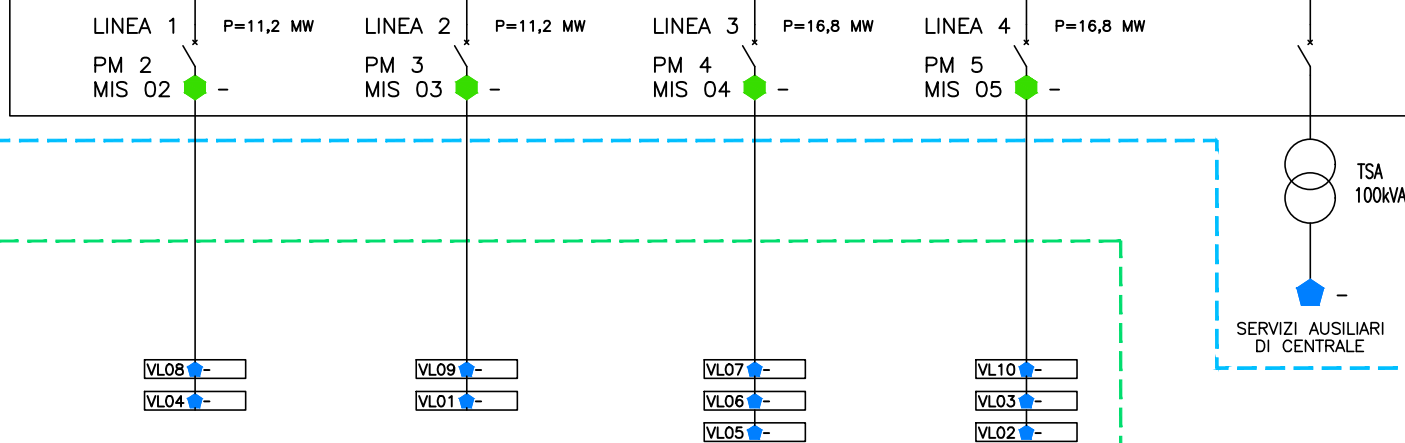 LINEA 1 P=11,2 MW
PM 2
MIS 02 -
LINEA 2 P=11,2 MW
PM 3
MIS 03 -
LINEA 3 P=16,8 MW
PM 4
MIS 04 -
LINEA 4 P=16,8 MW
PM 5
MIS 05 -
TSA
100kVA
-
SERVIZI AUSILIARI
DI CENTRALE
VL08 -
VL04 -
VL09 -
VL01 -
VL07 -
VL06 -
VL05 -
VL10 -
VL03 -
VL02 -